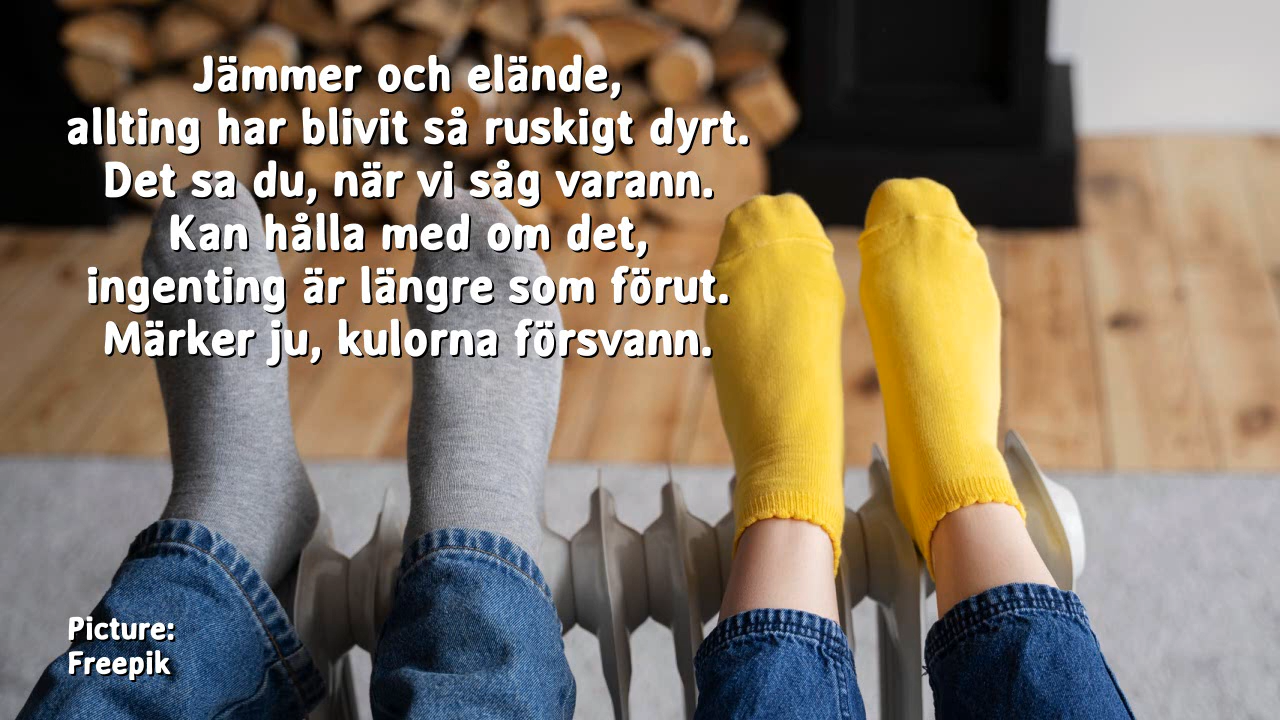 Jämmer och elände,
allting har blivit så ruskigt dyrt.
Det sa du, när vi såg varann.
Kan hålla med om det,
ingenting är längre som förut.
Märker ju, kulorna försvann.
Picture:
Freepik